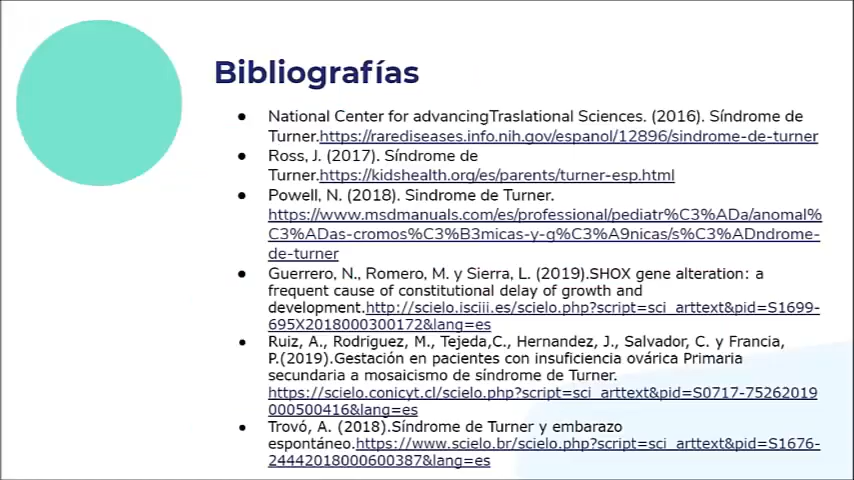 Bibliografías
● National Center for advancingTraslational Sciences. (2016). Síndrome de
Turner.https://rarediseases.info.nih.gov/espanol/12896/sindrome-de-turner
● Ross, J. (2017). Síndrome de
Turner.https://kidshealth.org/es/parents/turner-esp.html
● Powell, N. (2018). Sindrome de Turner.
https://www.msdmanuals.com/es/professional/pediatr%C3%ADa/anomal%
C3%ADas-cromos%C3%B3micas-y-g%C3%A9nicas/s%C3%ADndrome-
de-turner
● Guerrero, N., Romero, M. y Sierra, L. (2019).SHOX gene alteration: a
frequent cause of constitutional delay of growth and
development.http://scielo.isciii.es/scielo.php?script=sci_arttext&pid=S1699-
695X2018000300172&lang=es
● Ruiz, A., Rodríguez, M., Tejeda,C., Hernandez, J., Salvador, C. y Francia,
P.(2019).Gestación en pacientes con insuficiencia ovárica Primaria
secundaria a mosaicismo de síndrome de Turner.
https://scielo.conicyt.cl/scielo.php?script=sci_arttext&pid=S0717-75262019
000500416&lang=es
● Trovó, A. (2018).Síndrome de Turner y embarazo
espontáneo.https://www.scielo.br/scielo.php?script=sci_arttext&pid=S1676-
24442018000600387&lang=es